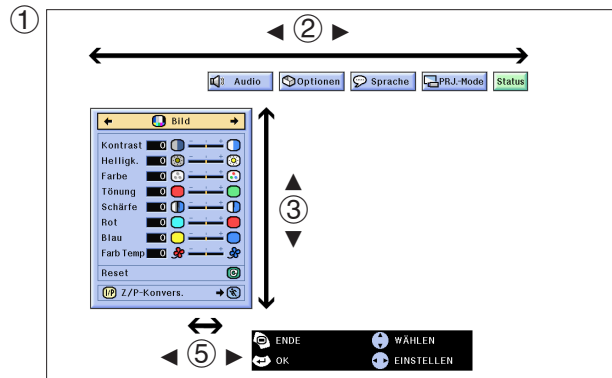 ①
◄ ② ►
Audio Optionen Sprache PRJ.-Mode Status
Bild
Kontrast 0 - +
Helligk. 0 - +
Farbe 0 - +
Tönung 0 - +
Schärfe 0 - +
Rot 0 - +
Blau 0 - +
Farb Temp 0 - +
Reset
I/P Z/P-Konvers.
▲
③
▼
◄ ⑤ ►
ENDE WÄHLEN
OK EINSTELLEN